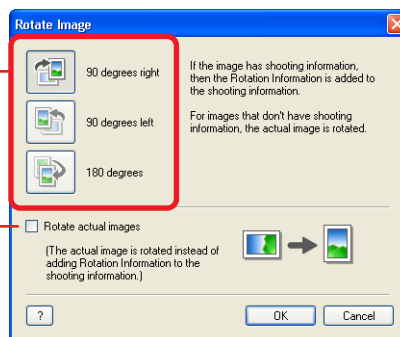 Rotate Image
90 degrees right
90 degrees left
180 degrees
If the image has shooting information,
then the Rotation Information is added to
the shooting information.
For images that don't have shooting
information, the actual image is rotated.
Rotate actual images
(The actual image is rotated instead of
adding Rotation Information to the
shooting information.)
?
OK
Cancel